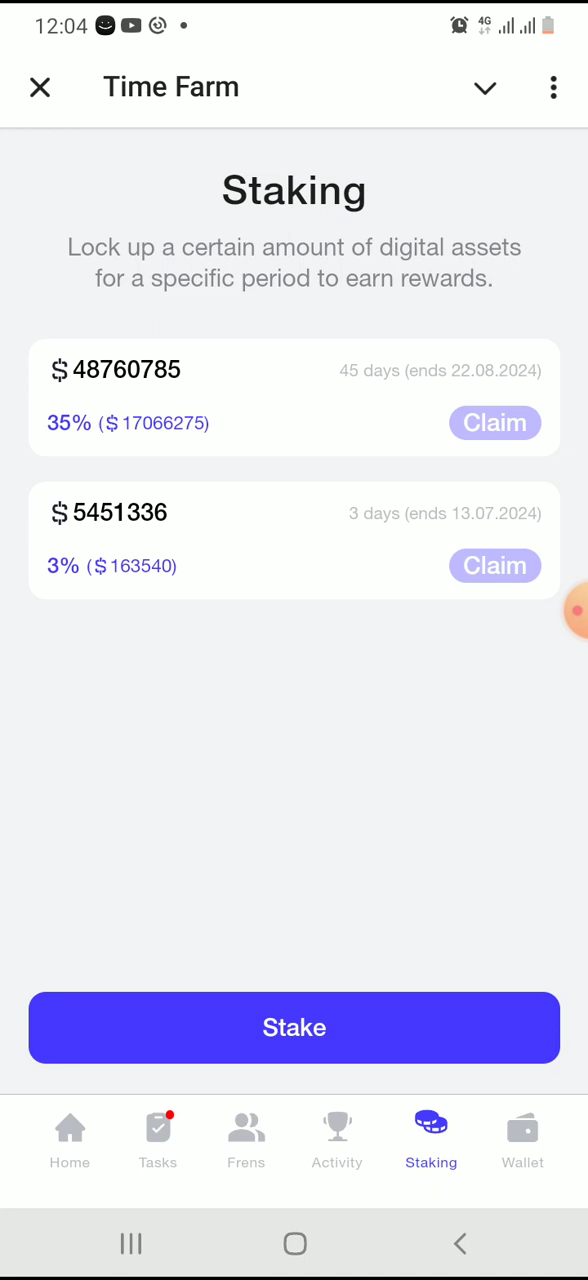 12:04
4G
Time Farm
Staking
Lock up a certain amount of digital assets
for a specific period to earn rewards.
$ 48760785 45 days (ends 22.08.2024)
35% ($ 17066275) Claim
$ 5451336 3 days (ends 13.07.2024)
3% ($ 163540) Claim
Stake
Home Tasks Frens Activity Staking Wallet